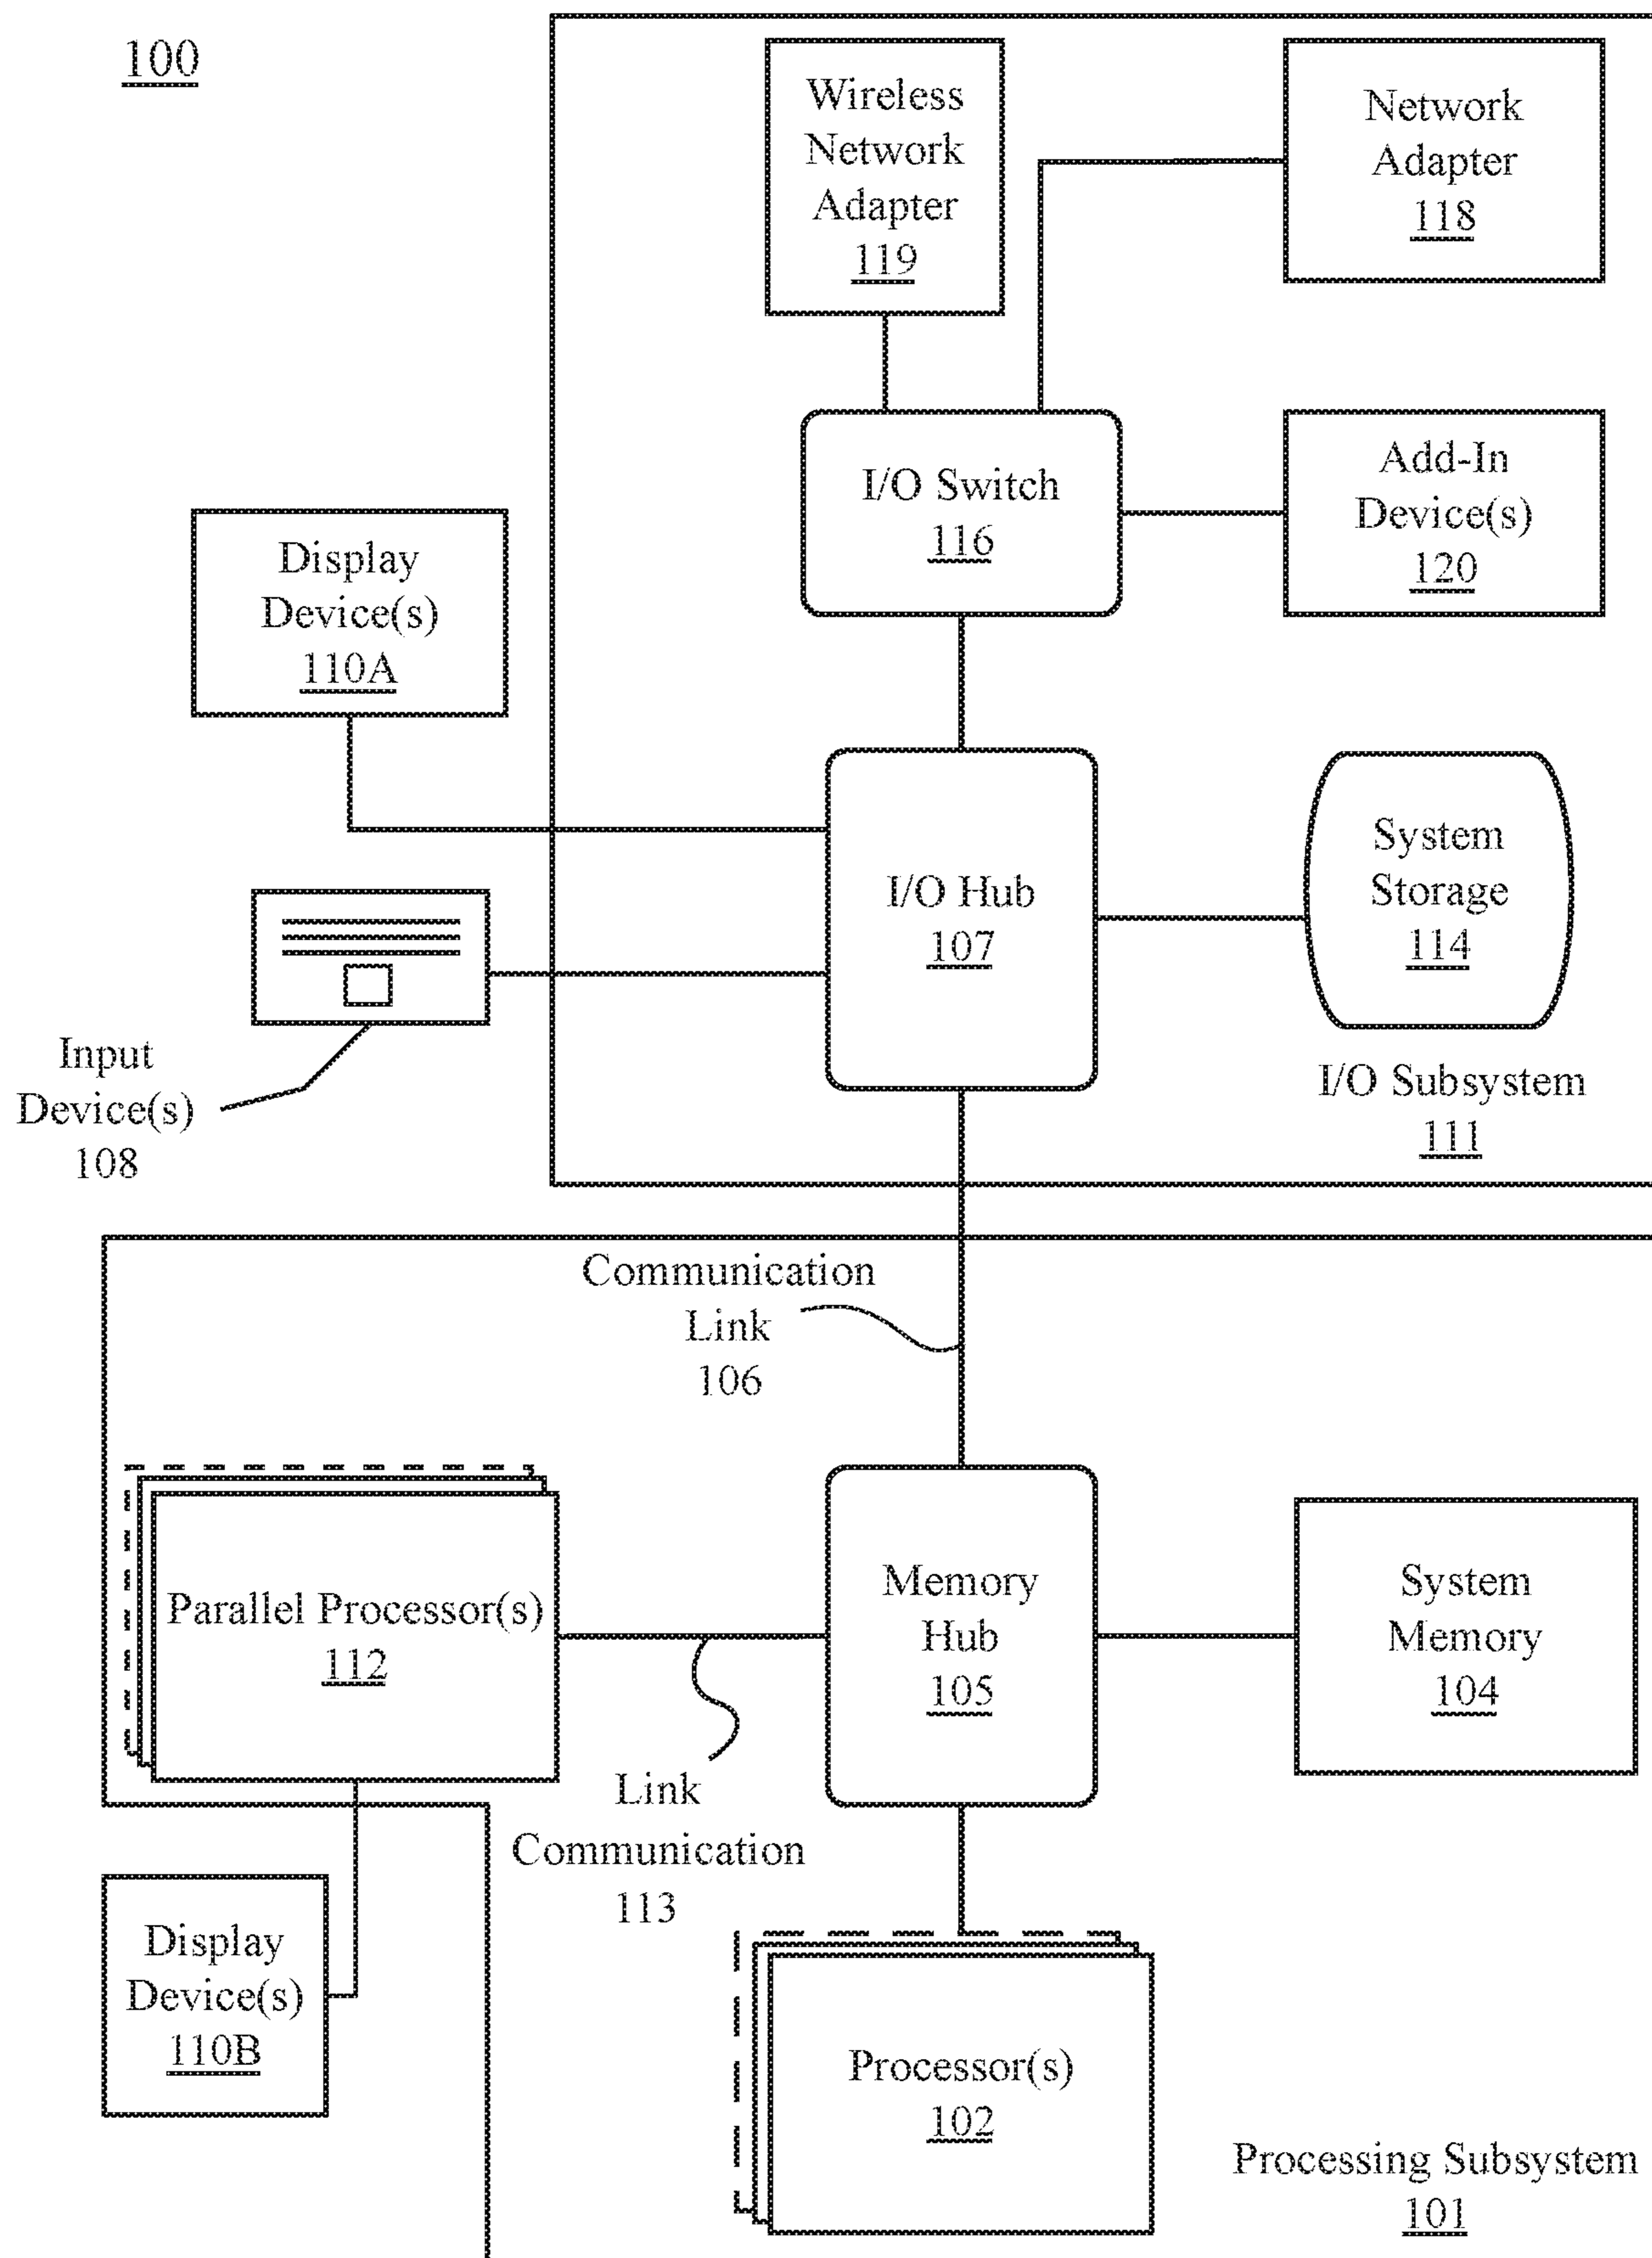 100
Wireless
Network
Adapter
119
Network
Adapter
118
I/O Switch
116
Add-In
Device(s)
120
Display
Device(s)
110A
I/O Hub
107
System
Storage
114
Input
Device(s)
108
I/O Subsystem
111
Communication
Link
106
Parallel Processor(s)
112
Memory
Hub
105
System
Memory
104
Link
Communication
113
Display
Device(s)
110B
Processor(s)
102
Processing Subsystem
101